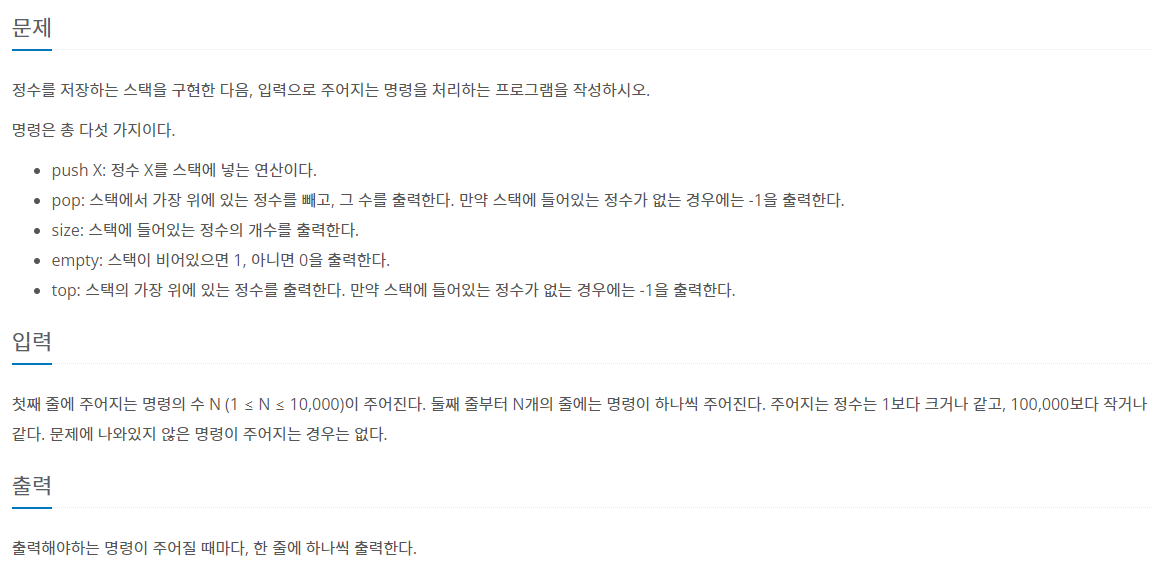 문제
정수를 저장하는 스택을 구현한 다음, 입력으로 주어지는 명령을 처리하는 프로그램을 작성하시오.
명령은 총 다섯 가지이다.
• push X: 정수 X를 스택에 넣는 연산이다.
• pop: 스택에서 가장 위에 있는 정수를 빼고, 그 수를 출력한다. 만약 스택에 들어있는 정수가 없는 경우에는 -1을 출력한다.
• size: 스택에 들어있는 정수의 개수를 출력한다.
• empty: 스택이 비어있으면 1, 아니면 0을 출력한다.
• top: 스택의 가장 위에 있는 정수를 출력한다. 만약 스택에 들어있는 정수가 없는 경우에는 -1을 출력한다.
입력
첫째 줄에 주어지는 명령의 수 N (1 ≤ N ≤ 10,000)이 주어진다. 둘째 줄부터 N개의 줄에는 명령이 하나씩 주어진다. 주어지는 정수는 1보다 크거나 같고, 100,000보다 작거나
같다. 문제에 나와있지 않은 명령이 주어지는 경우는 없다.
출력
출력해야하는 명령이 주어질 때마다, 한 줄에 하나씩 출력한다.